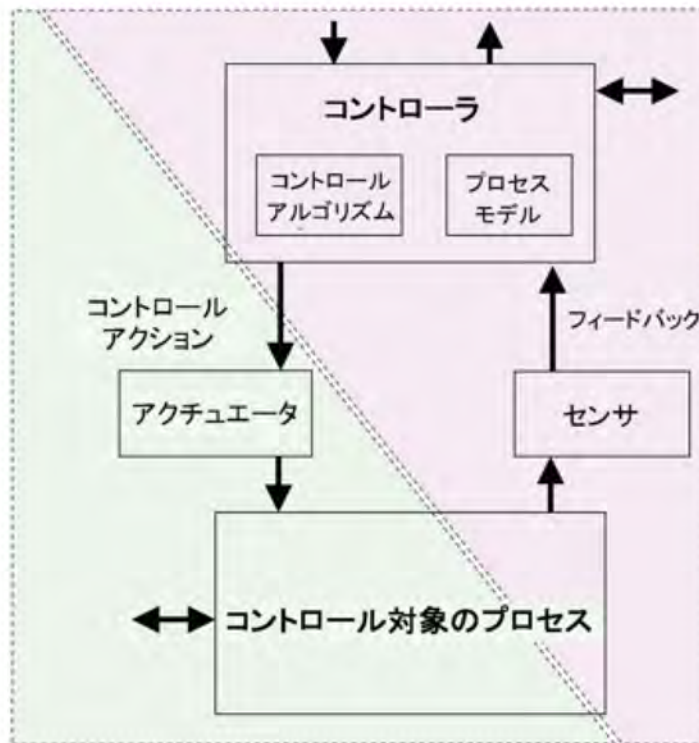 コントローラ
コントロール
アルゴリズム
プロセス
モデル
コントロール
アクション
フィードバック
アクチュエータ
センサ
コントロール対象のプロセス